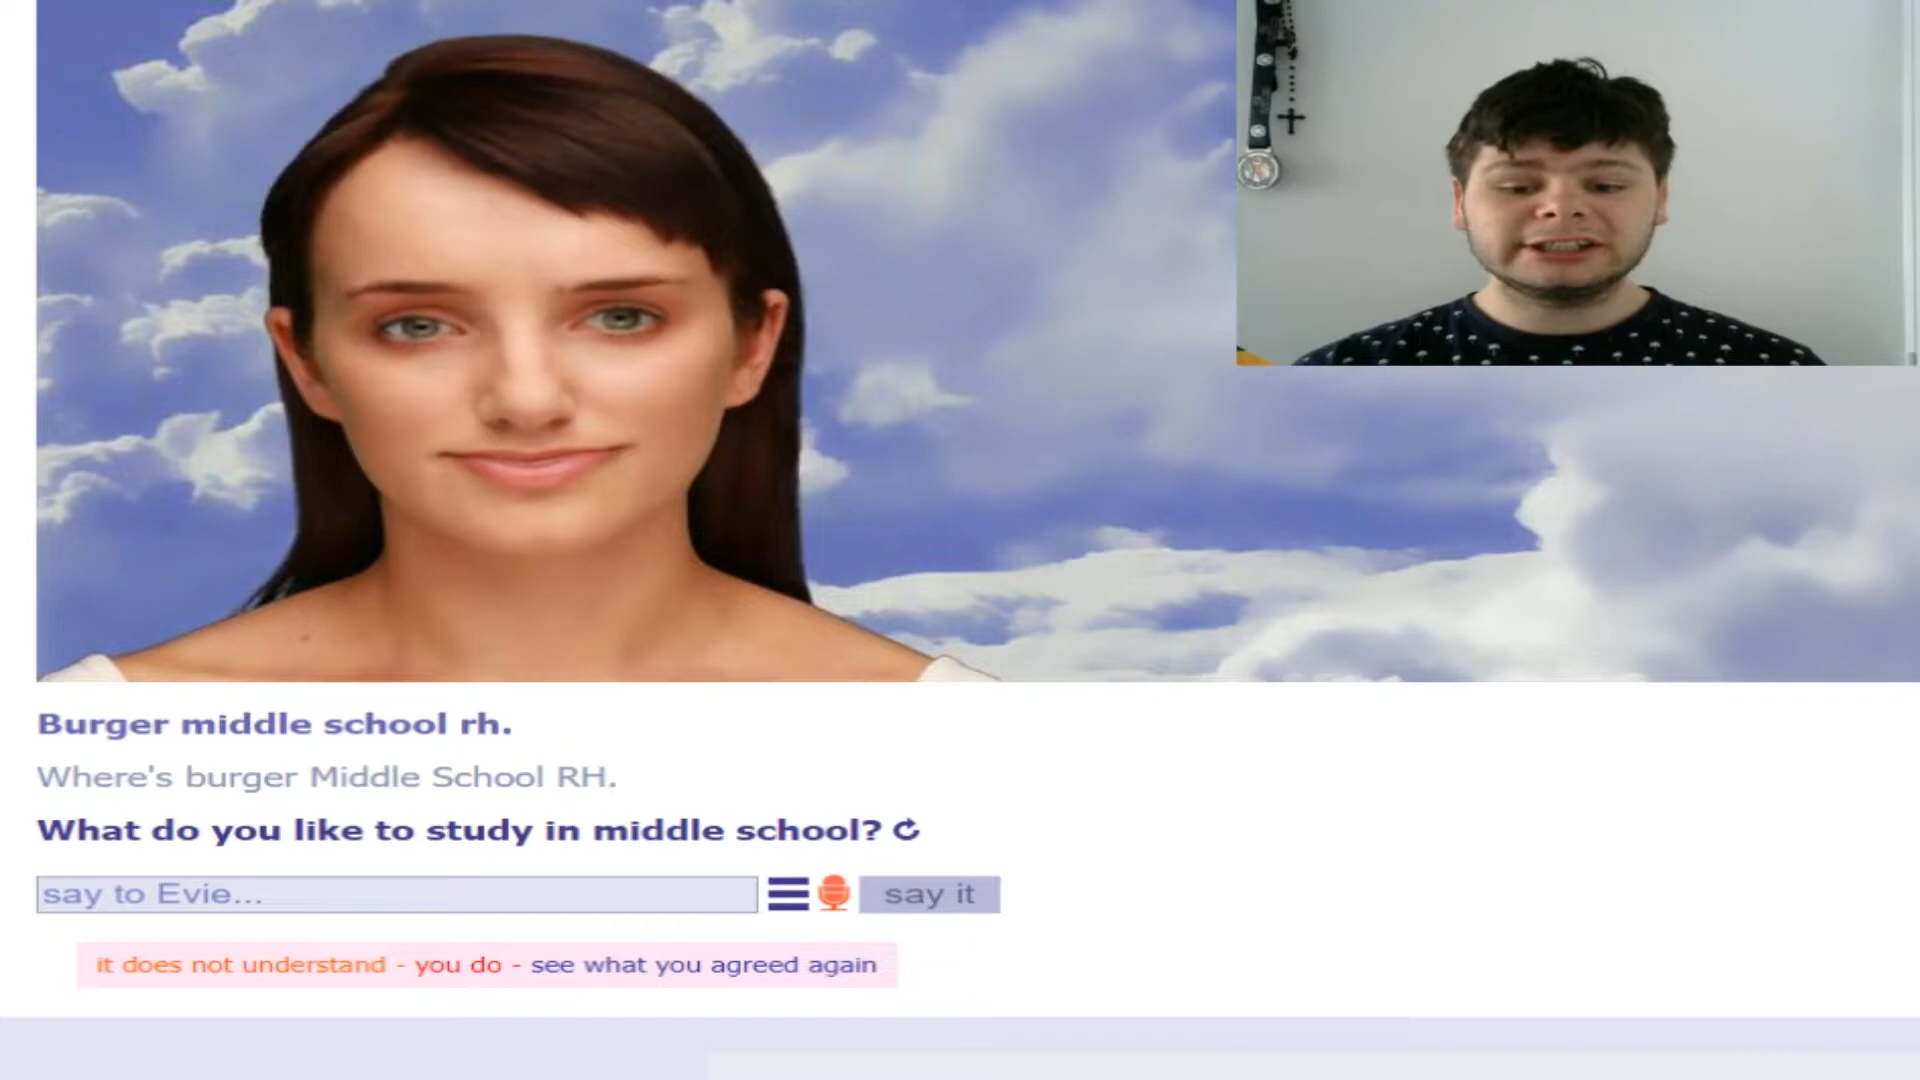 Burger middle school rh.
Where's burger Middle School RH.
What do you like to study in middle school?
say to Evie...
say it
it does not understand - you do - see what you agreed again